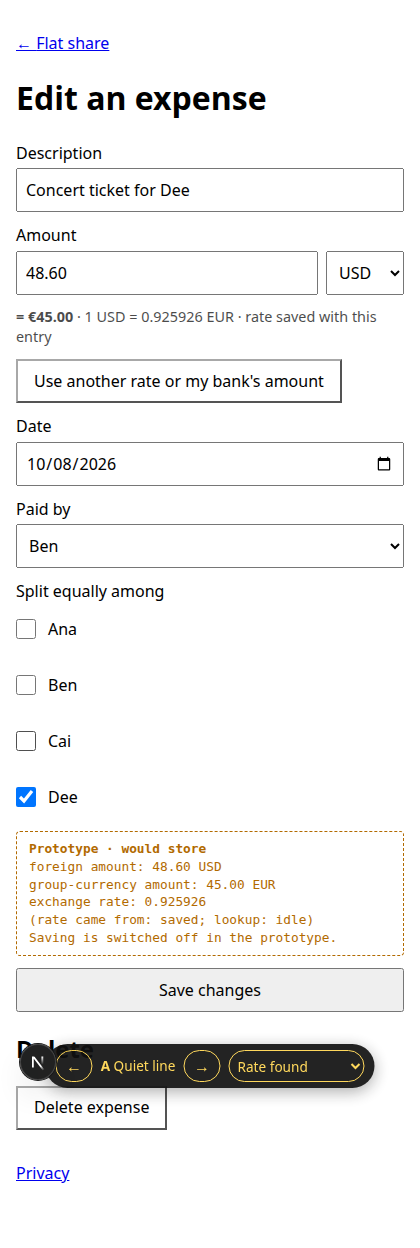 ← Flat share
Edit an expense
Description
Concert ticket for Dee
Amount
48.60
USD
= €45.00 · 1 USD = 0.925926 EUR · rate saved with this
entry
Use another rate or my bank's amount
Date
10/08/2026
Paid by
Ben
Split equally among
Ana
Ben
Cai
Dee
Prototype · would store
foreign amount: 48.60 USD
group-currency amount: 45.00 EUR
exchange rate: 0.925926
(rate came from: saved; lookup: idle)
Saving is switched off in the prototype.
Save changes
Delete
N
← A Quiet line → Rate found
Delete expense
Privacy